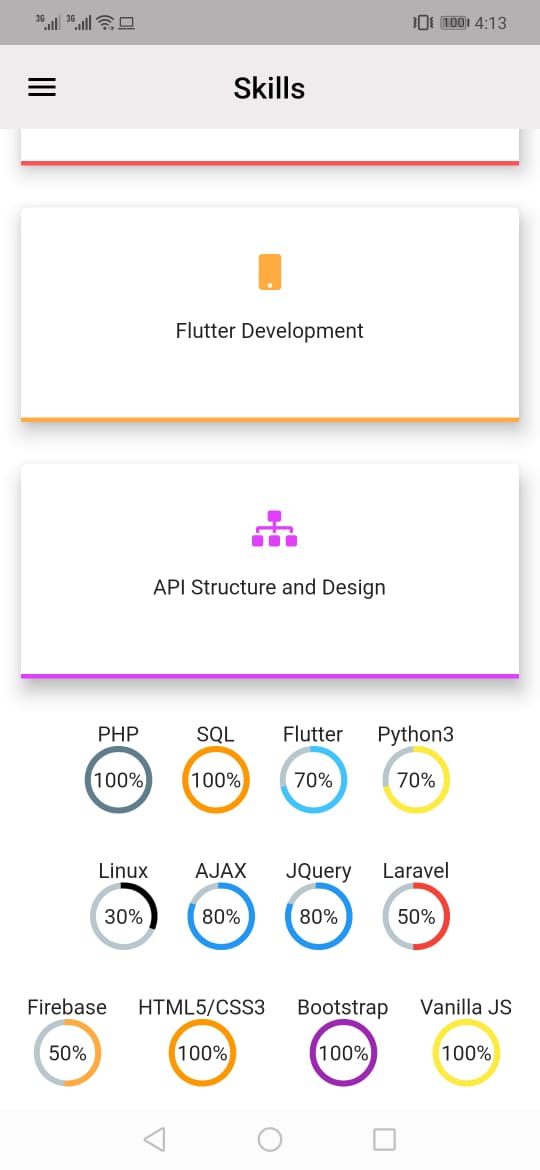 3G 3G 100 4:13
Skills
Flutter Development
API Structure and Design
PHP SQL Flutter Python3
100% 100% 70% 70%
Linux AJAX JQuery Laravel
30% 80% 80% 50%
Firebase HTML5/CSS3 Bootstrap Vanilla JS
50% 100% 100% 100%